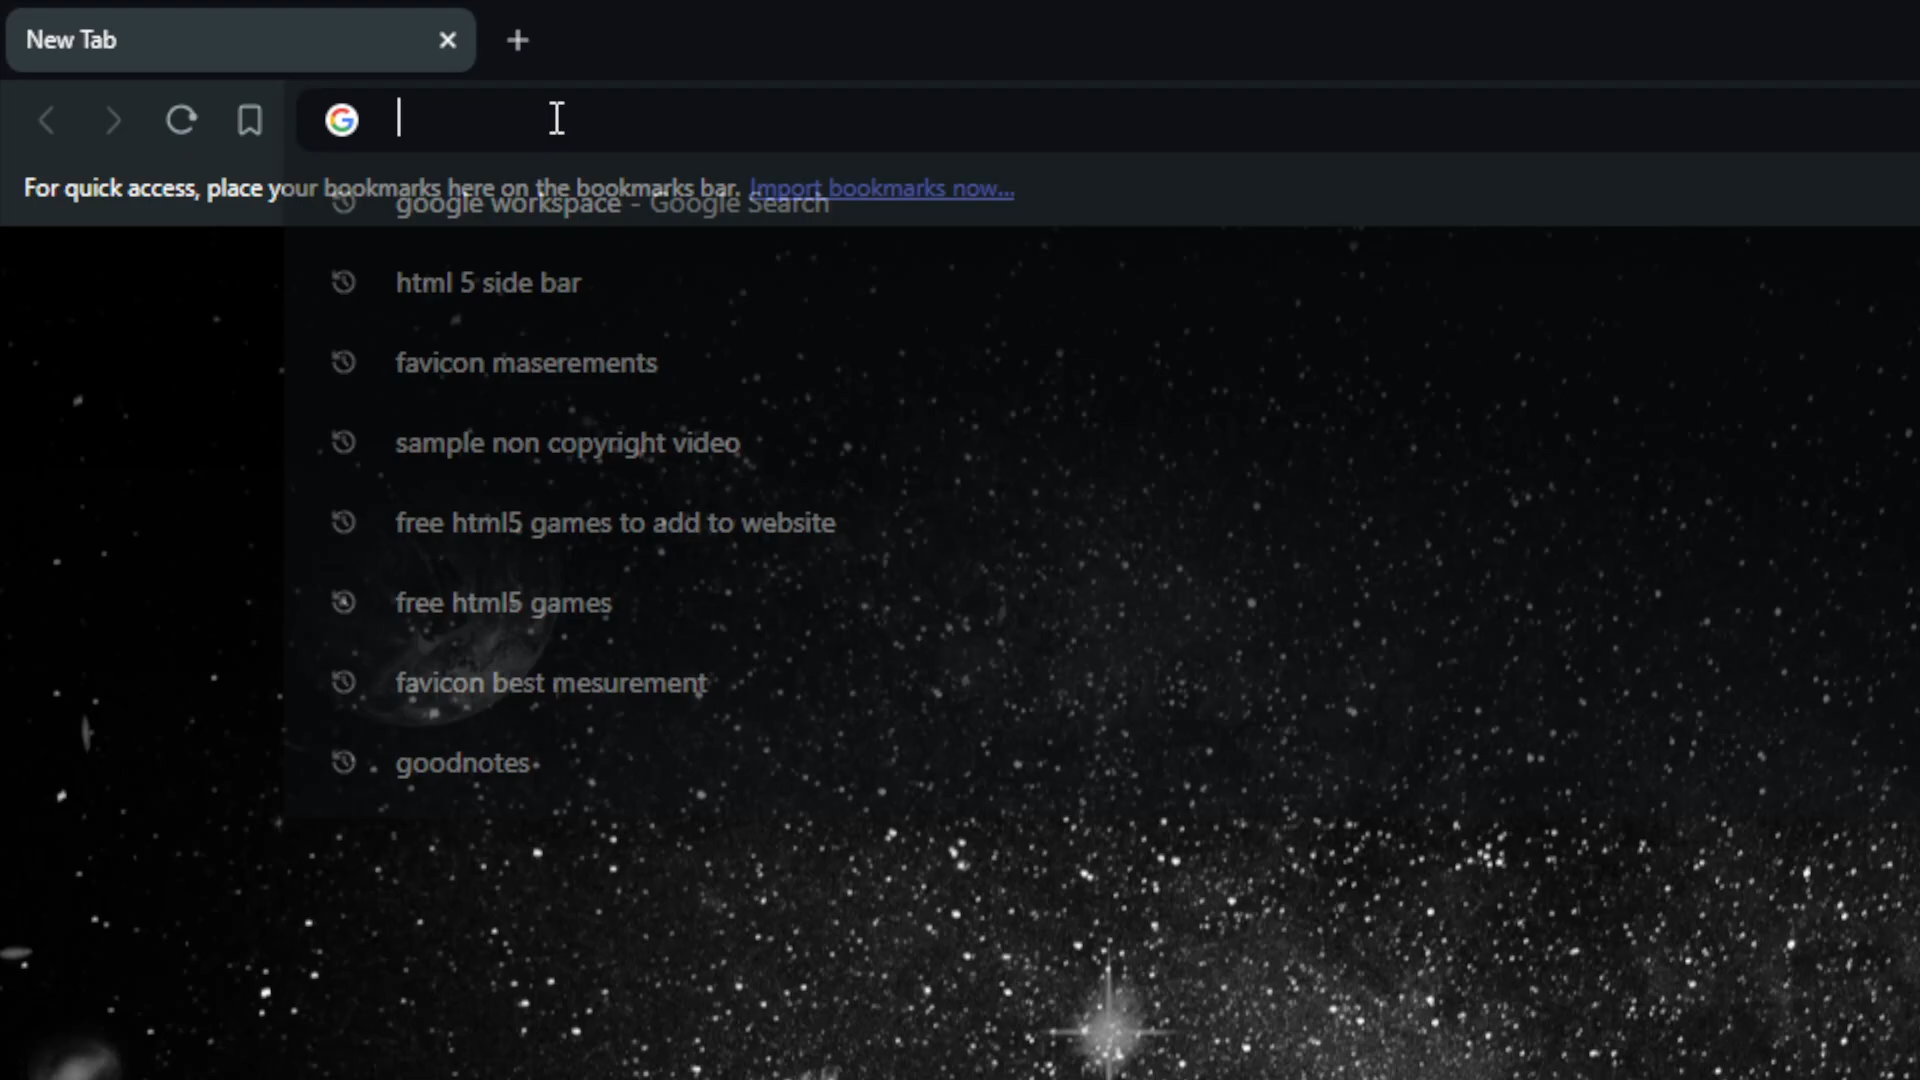 New Tab
For quick access, place your bookmarks here on the bookmarks bar. Import bookmarks now...
google workspace - Google Search
html 5 side bar
favicon maserements
sample non copyright video
free html5 games to add to website
free html5 games
favicon best mesurement
goodnotes